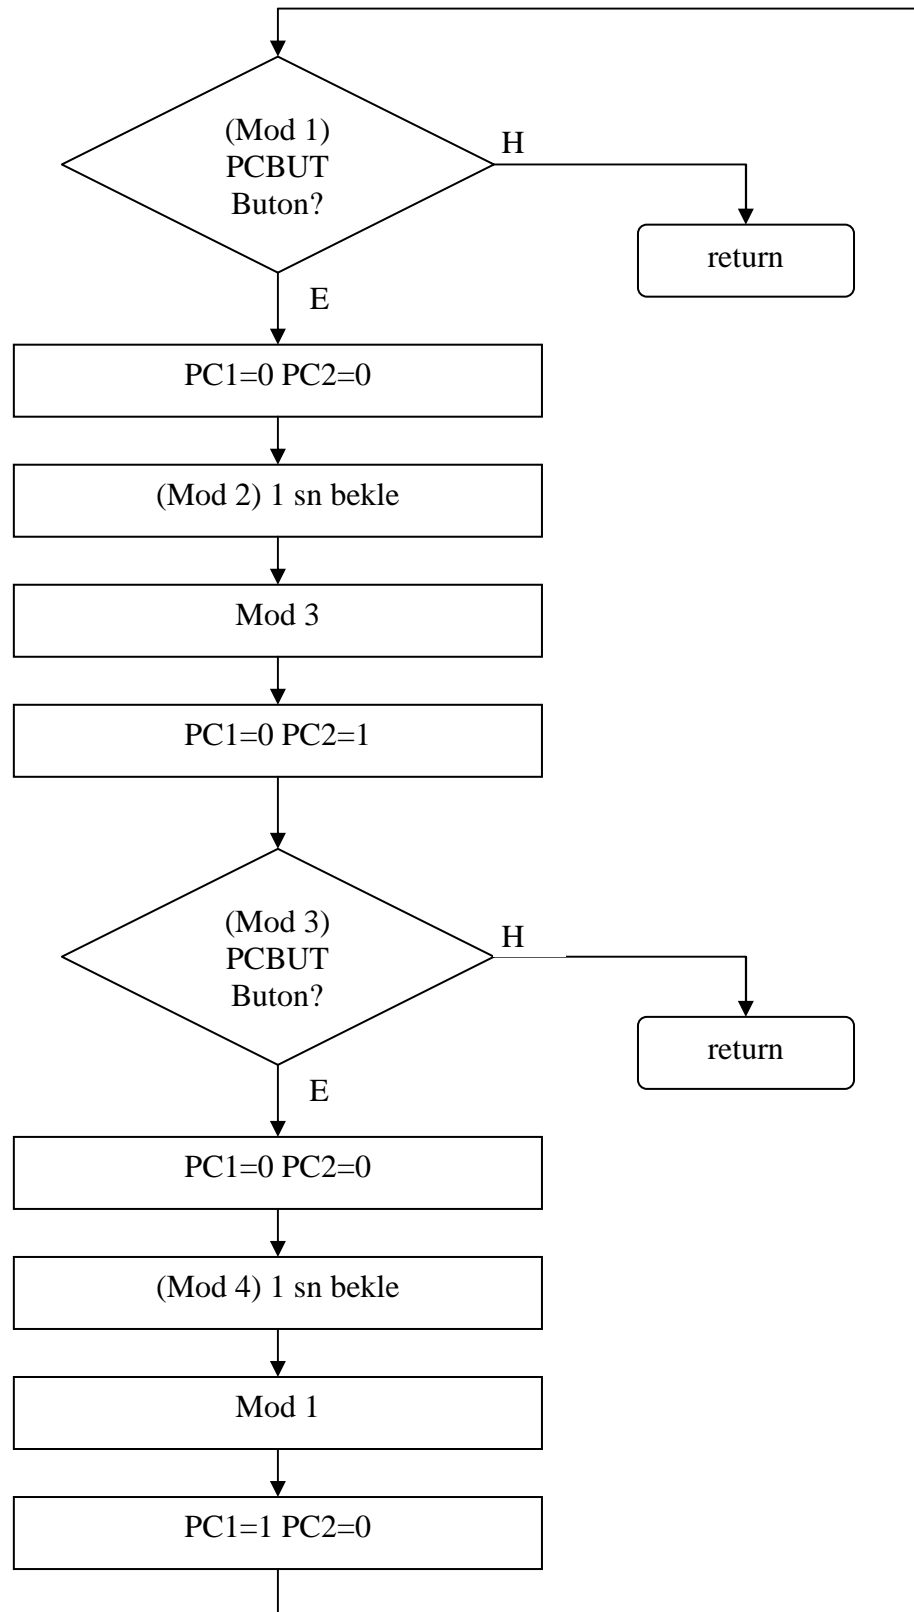 (Mod 1)
PCBUT
Buton?
H
return
E
PC1=0 PC2=0
(Mod 2) 1 sn bekle
Mod 3
PC1=0 PC2=1
(Mod 3)
PCBUT
Buton?
H
return
E
PC1=0 PC2=0
(Mod 4) 1 sn bekle
Mod 1
PC1=1 PC2=0